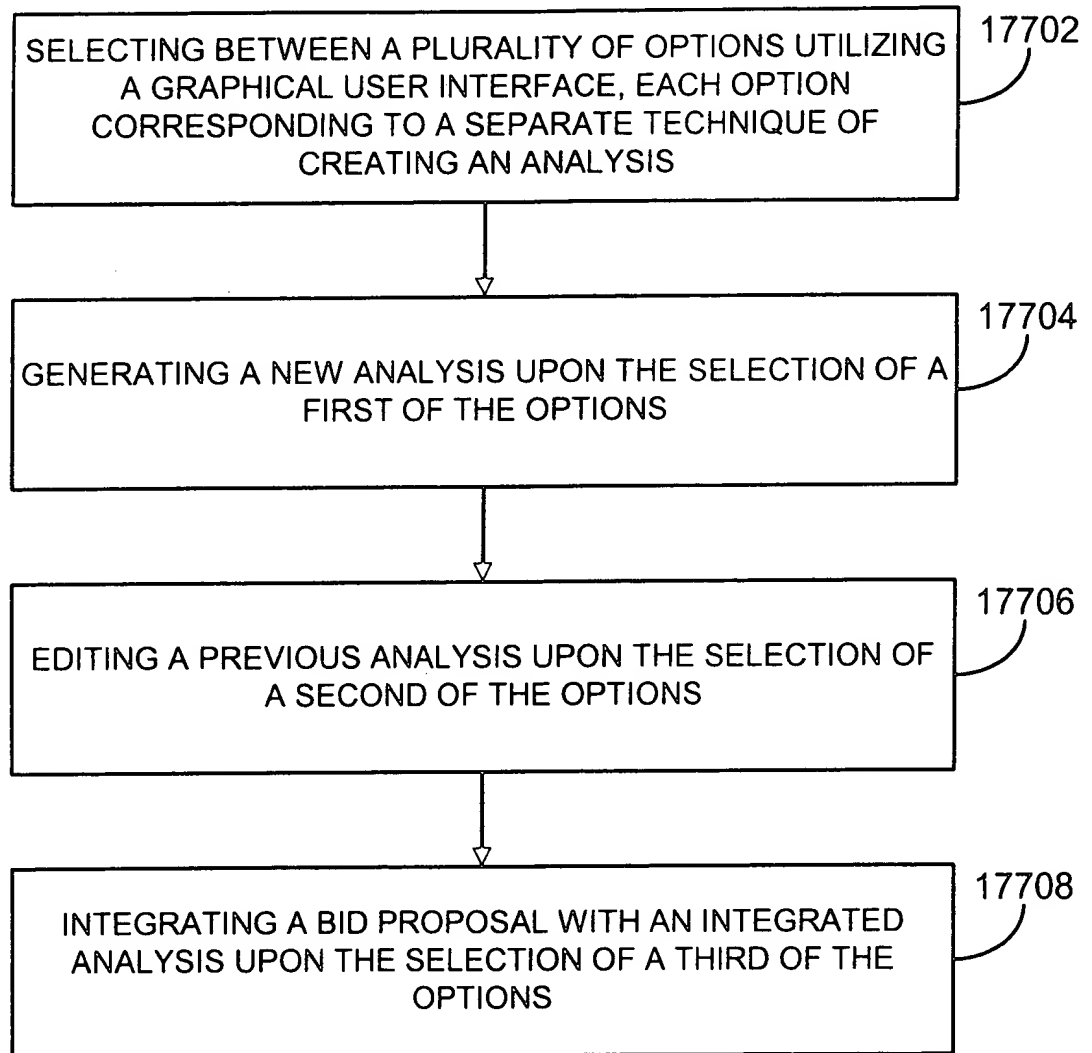 SELECTING BETWEEN A PLURALITY OF OPTIONS UTILIZING
A GRAPHICAL USER INTERFACE, EACH OPTION
CORRESPONDING TO A SEPARATE TECHNIQUE OF
CREATING AN ANALYSIS
17702
GENERATING A NEW ANALYSIS UPON THE SELECTION OF A
FIRST OF THE OPTIONS
17704
EDITING A PREVIOUS ANALYSIS UPON THE SELECTION OF
A SECOND OF THE OPTIONS
17706
INTEGRATING A BID PROPOSAL WITH AN INTEGRATED
ANALYSIS UPON THE SELECTION OF A THIRD OF THE
OPTIONS
17708